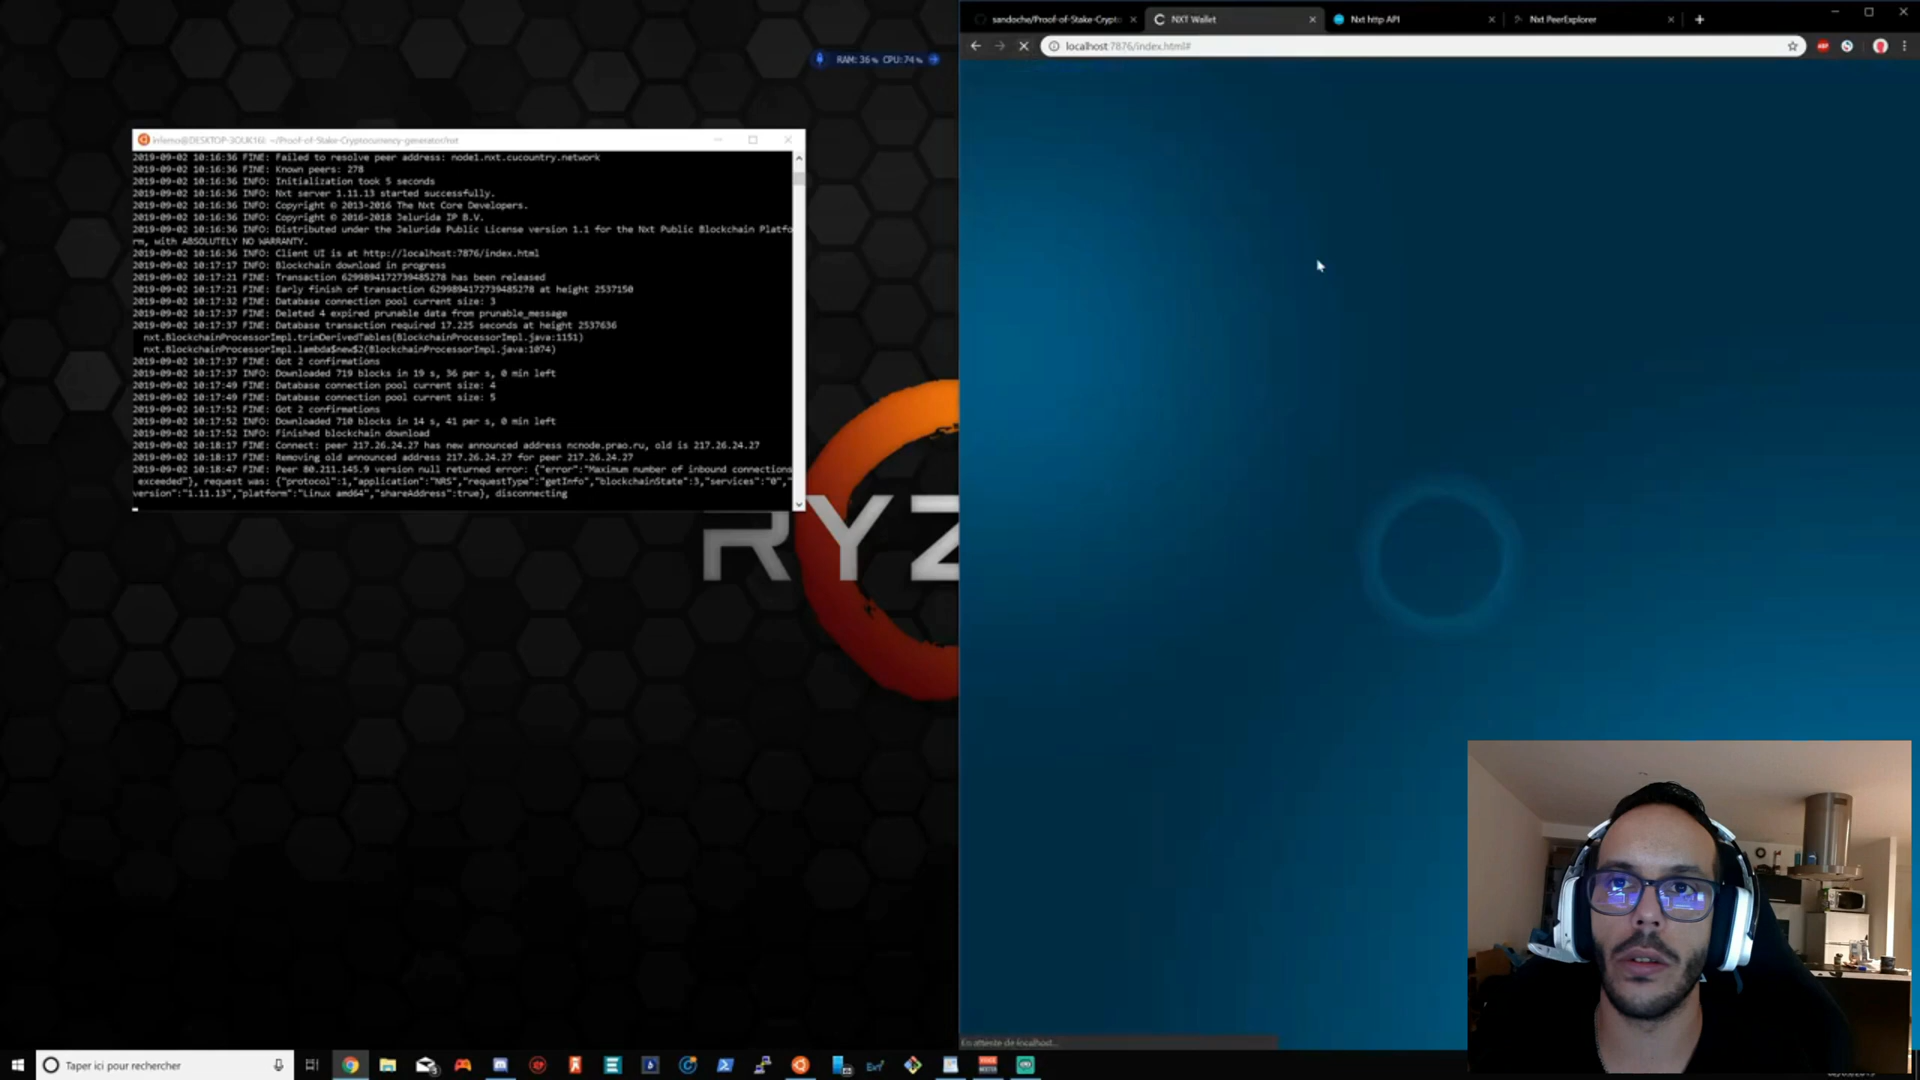 sandoche/Proof-of-Stake-Crypto
NXT Wallet
Nxt http API
Nxt PeerExplorer
localhost:7876/index.html#
RAM: 36% CPU: 74%
inferno@DESKTOP-3OUK16I: ~/Proof-of-Stake-Cryptocurrency-generator/nxt
2019-09-02 10:16:36 FINE: Failed to resolve peer address: node1.nxt.cucountry.network
2019-09-02 10:16:36 FINE: Known peers: 278
2019-09-02 10:16:36 INFO: Initialization took 5 seconds
2019-09-02 10:16:36 INFO: Nxt server 1.11.13 started successfully.
2019-09-02 10:16:36 INFO: Copyright © 2013-2016 The Nxt Core Developers.
2019-09-02 10:16:36 INFO: Copyright © 2016-2018 Jelurida IP B.V.
2019-09-02 10:16:36 INFO: Distributed under the Jelurida Public License version 1.1 for the Nxt Public Blockchain Platfo
rm, with ABSOLUTELY NO WARRANTY.
2019-09-02 10:16:36 INFO: Client UI is at http://localhost:7876/index.html
2019-09-02 10:17:17 INFO: Blockchain download in progress
2019-09-02 10:17:21 FINE: Transaction 6299894172739485278 has been released
2019-09-02 10:17:21 FINE: Early finish of transaction 6299894172739485278 at height 2537150
2019-09-02 10:17:32 FINE: Database connection pool current size: 3
2019-09-02 10:17:37 FINE: Deleted 4 expired prunable data from prunable_message
2019-09-02 10:17:37 FINE: Database transaction required 17.225 seconds at height 2537636
nxt.BlockchainProcessorImpl.trimDerivedTables(BlockchainProcessorImpl.java:1151)
nxt.BlockchainProcessorImpl.lambda$new$2(BlockchainProcessorImpl.java:1074)
2019-09-02 10:17:37 FINE: Got 2 confirmations
2019-09-02 10:17:37 INFO: Downloaded 719 blocks in 19 s, 36 per s, 0 min left
2019-09-02 10:17:49 FINE: Database connection pool current size: 4
2019-09-02 10:17:49 FINE: Database connection pool current size: 5
2019-09-02 10:17:52 FINE: Got 2 confirmations
2019-09-02 10:17:52 INFO: Downloaded 710 blocks in 14 s, 41 per s, 0 min left
2019-09-02 10:17:52 INFO: Finished blockchain download
2019-09-02 10:18:17 FINE: Connect: peer 217.26.24.27 has new announced address ncnode.prao.ru, old is 217.26.24.27
2019-09-02 10:18:17 FINE: Removing old announced address 217.26.24.27 for peer 217.26.24.27
2019-09-02 10:18:47 FINE: Peer 80.211.145.9 version null returned error: {"error":"Maximum number of inbound connections
exceeded"}, request was: {"protocol":1,"application":"NRS","requestType":"getInfo","blockchainState":3,"services":"0","
version":"1.11.13","platform":"Linux amd64","shareAddress":true}, disconnecting
RYZ
En attente de localhost...
Taper ici pour rechercher